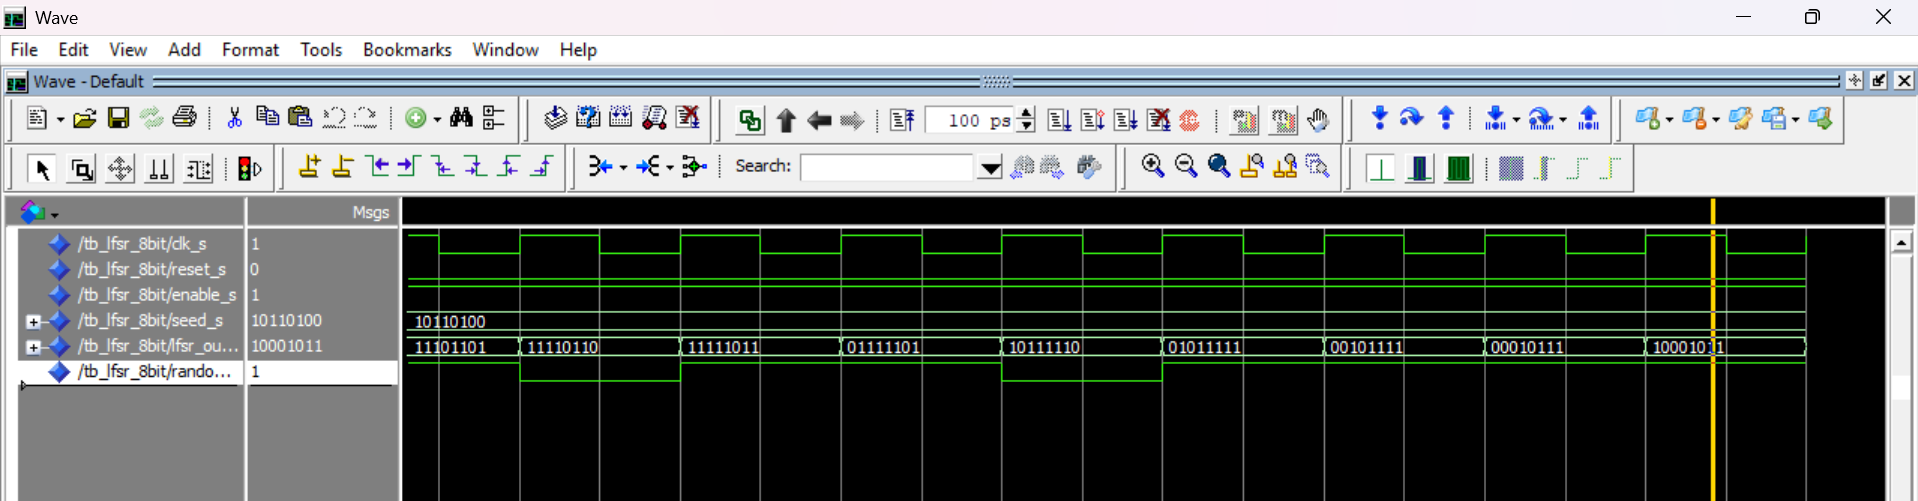 Wave
File Edit View Add Format Tools Bookmarks Window Help
Wave - Default
100 ps
Search:
Msgs
/tb_lfsr_8bit/clk_s 1
/tb_lfsr_8bit/reset_s 0
/tb_lfsr_8bit/enable_s 1
/tb_lfsr_8bit/seed_s 10110100 10110100
/tb_lfsr_8bit/lfsr_ou... 10001011 11101101 11110110 11111011 01111101 10111110 01011111 00101111 00010111 10001011
/tb_lfsr_8bit/rando... 1